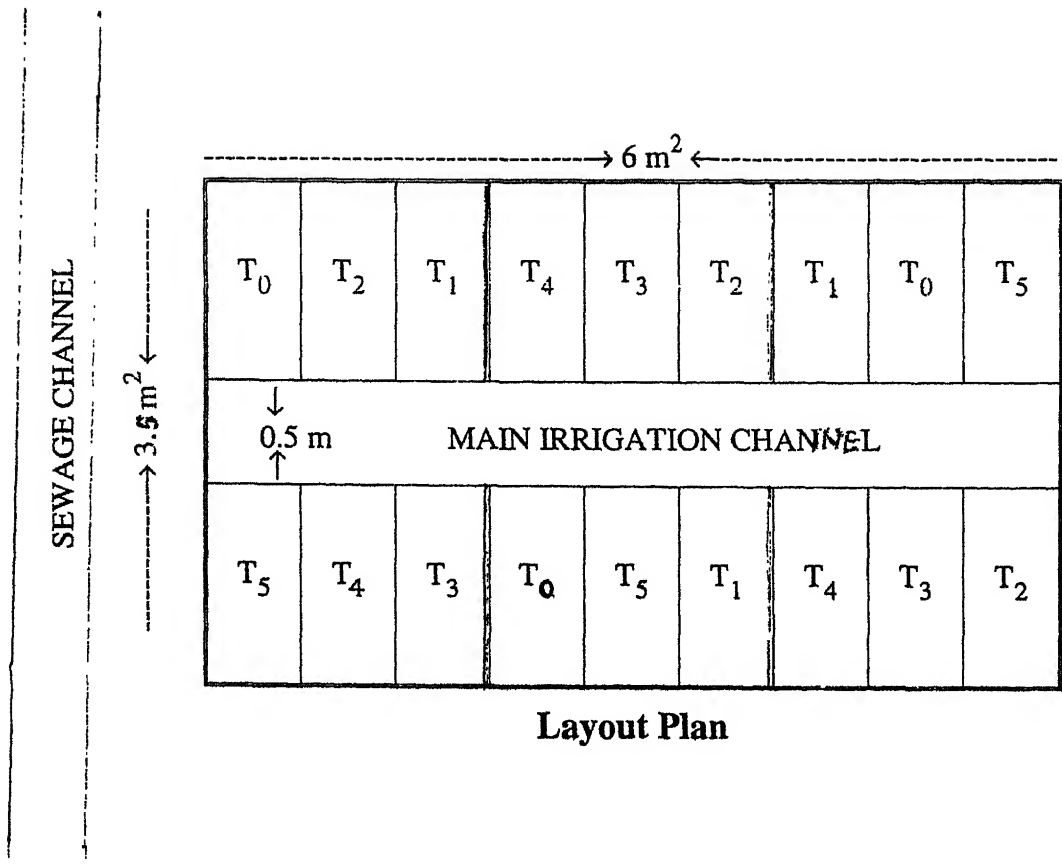 SEWAGE CHANNEL
→ 6 m² ←
→ 3.5 m² ←
T₀ T₂ T₁ T₄ T₃ T₂ T₁ T₀ T₅
0.5 m MAIN IRRIGATION CHANNEL
T₅ T₄ T₃ T₀ T₅ T₁ T₄ T₃ T₂
Layout Plan